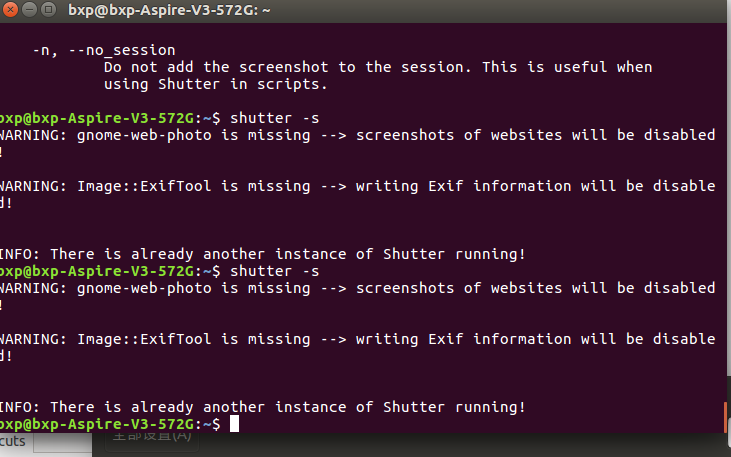 bxp@bxp-Aspire-V3-572G: ~
-n, --no_session
Do not add the screenshot to the session. This is useful when
using Shutter in scripts.
bxp@bxp-Aspire-V3-572G:~$ shutter -s
WARNING: gnome-web-photo is missing --> screenshots of websites will be disabled
!
WARNING: Image::ExifTool is missing --> writing Exif information will be disable
d!
INFO: There is already another instance of Shutter running!
bxp@bxp-Aspire-V3-572G:~$ shutter -s
WARNING: gnome-web-photo is missing --> screenshots of websites will be disabled
!
WARNING: Image::ExifTool is missing --> writing Exif information will be disable
d!
INFO: There is already another instance of Shutter running!
bxp@bxp-Aspire-V3-572G:~$
cuts
全部设置(A)